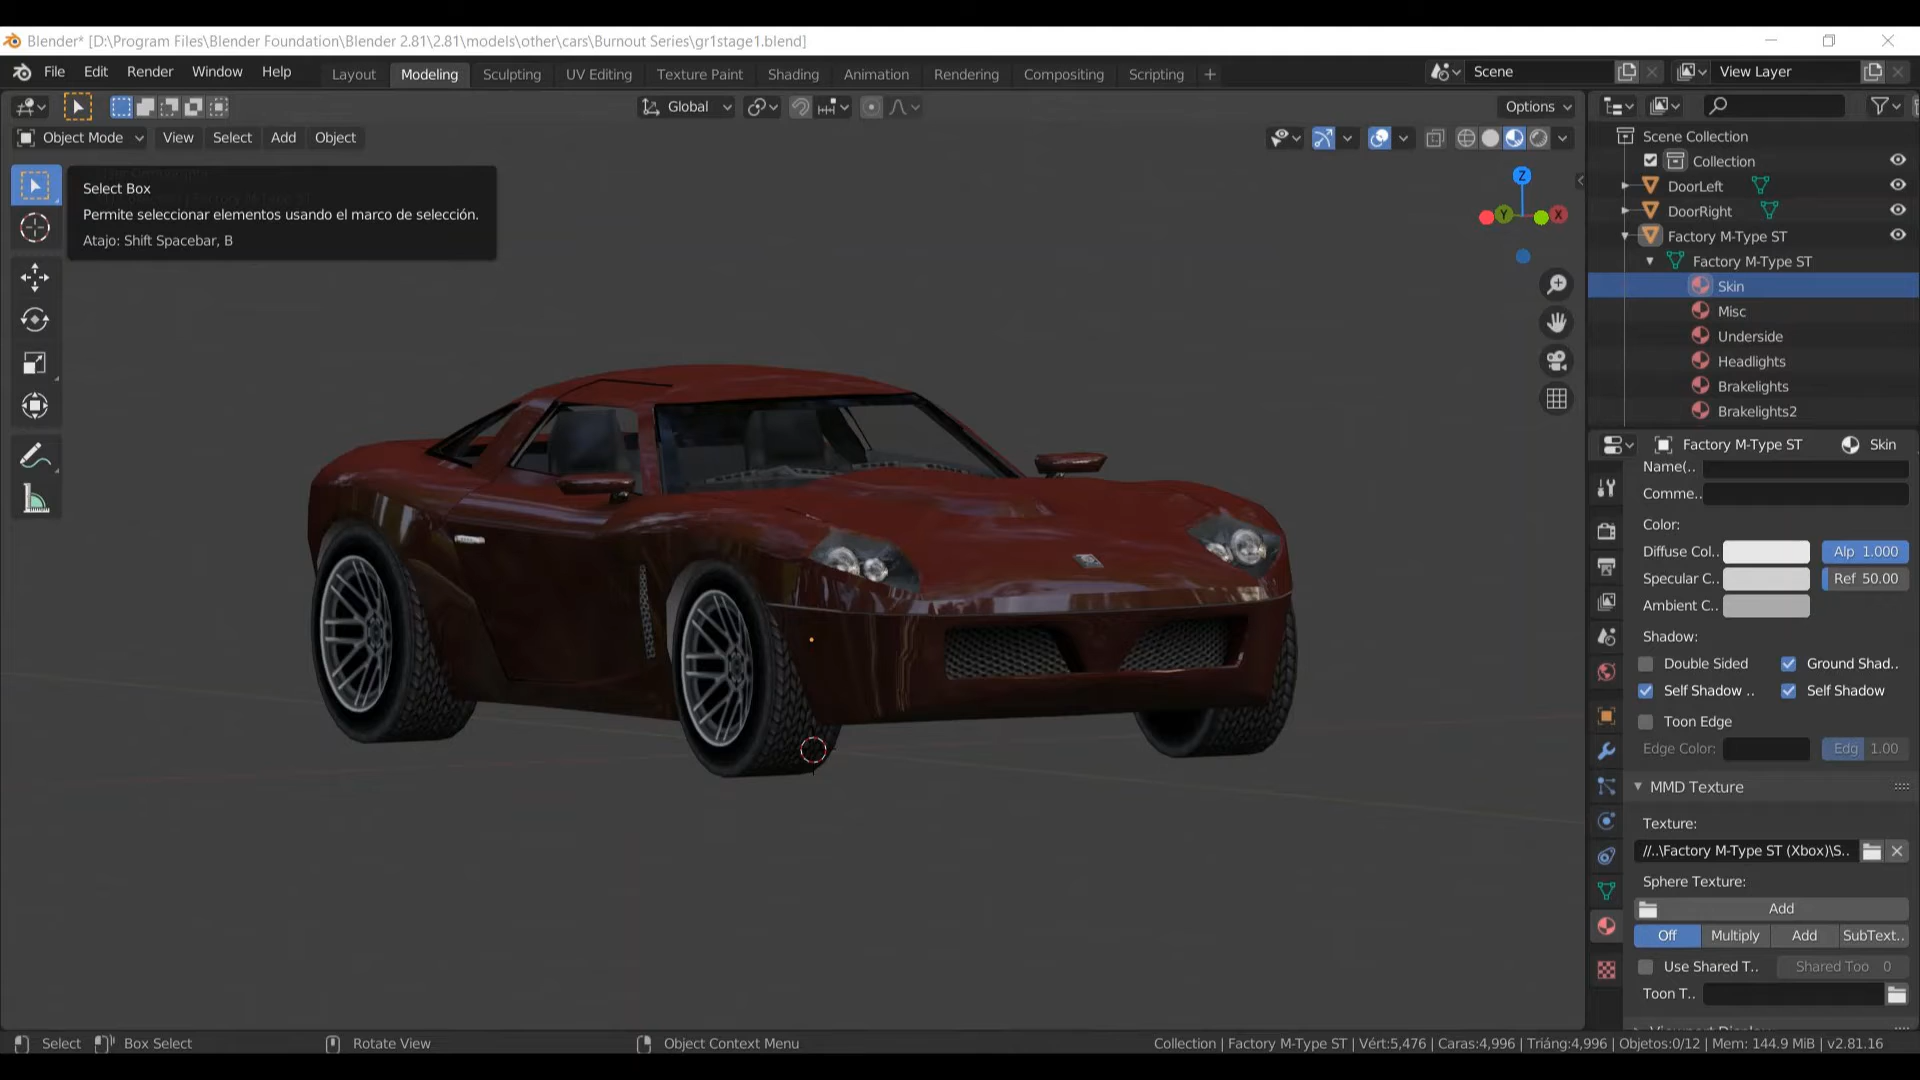 Blender* [D:\Program Files\Blender Foundation\Blender 2.81\2.81\models\other\cars\Burnout Series\gr1stage1.blend]
File Edit Render Window Help Layout Modeling Sculpting UV Editing Texture Paint Shading Animation Rendering Compositing Scripting + Scene View Layer
Global Options
Object Mode View Select Add Object
Select Box
Permite seleccionar elementos usando el marco de selección.
Atajo: Shift Spacebar, B
Z
Y X
Scene Collection
Collection
DoorLeft
DoorRight
Factory M-Type ST
Factory M-Type ST
Skin
Misc
Underside
Headlights
Brakelights
Brakelights2
Factory M-Type ST Skin
Name(..
Comme..
Color:
Diffuse Col.. Alp 1.000
Specular C.. Ref 50.00
Ambient C..
Shadow:
Double Sided Ground Shad..
Self Shadow .. Self Shadow
Toon Edge
Edge Color: Edg 1.00
MMD Texture
Texture:
//..\Factory M-Type ST (Xbox)\S..
Sphere Texture:
Add
Off Multiply Add SubText..
Use Shared T.. Shared Too 0
Toon T..
Select Box Select Rotate View Object Context Menu Collection | Factory M-Type ST | Vért:5,476 | Caras:4,996 | Triáng:4,996 | Objetos:0/12 | Mem: 144.9 MiB | v2.81.16